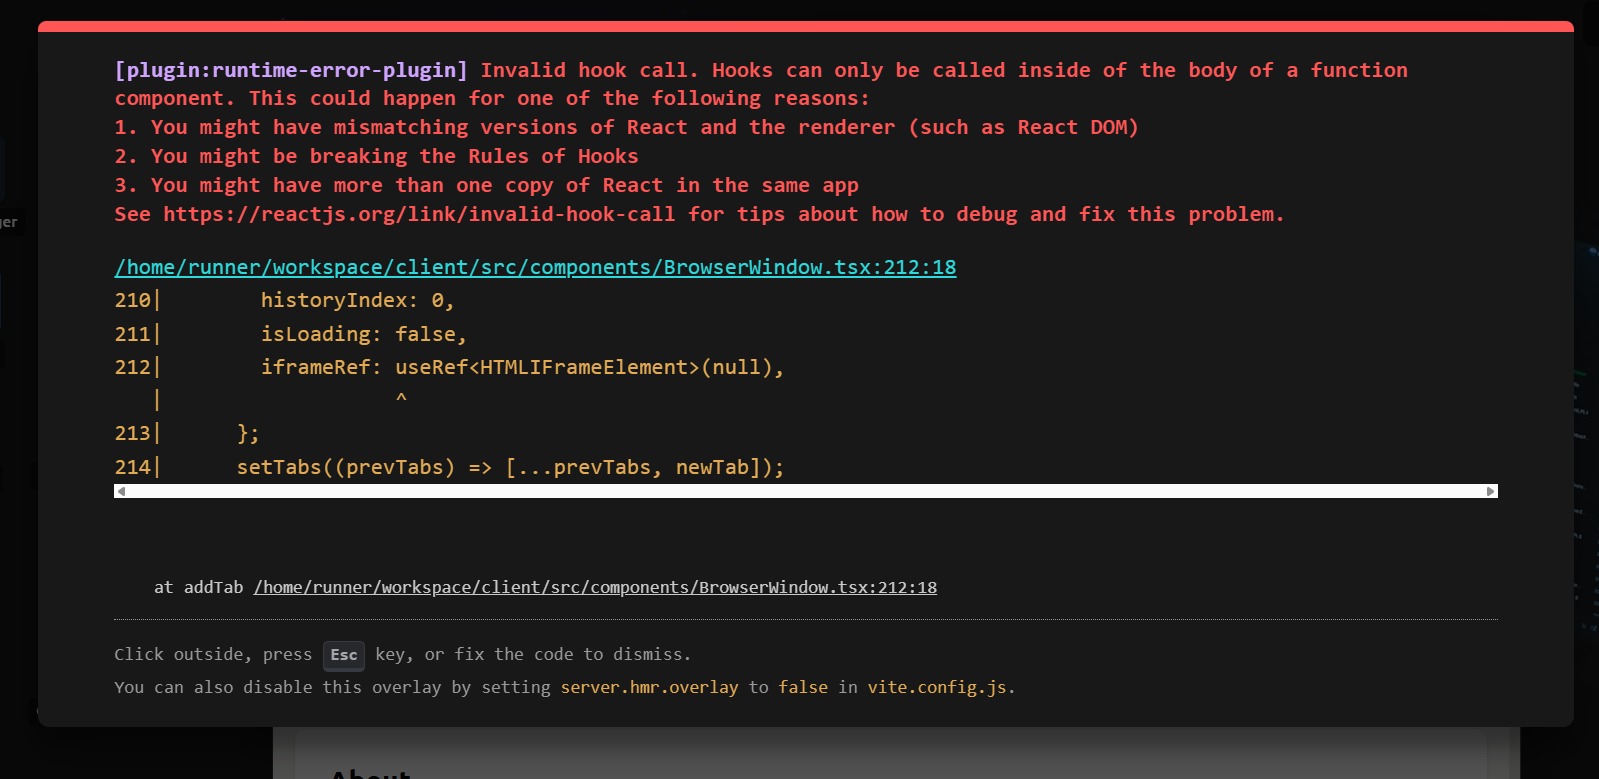 [plugin:runtime-error-plugin] Invalid hook call. Hooks can only be called inside of the body of a function
component. This could happen for one of the following reasons:
1. You might have mismatching versions of React and the renderer (such as React DOM)
2. You might be breaking the Rules of Hooks
3. You might have more than one copy of React in the same app
See https://reactjs.org/link/invalid-hook-call for tips about how to debug and fix this problem.
ger
/home/runner/workspace/client/src/components/BrowserWindow.tsx:212:18
210|        historyIndex: 0,
211|        isLoading: false,
212|        iframeRef: useRef<HTMLIFrameElement>(null),
   |                   ^
213|      };
214|      setTabs((prevTabs) => [...prevTabs, newTab]);
at addTab /home/runner/workspace/client/src/components/BrowserWindow.tsx:212:18
Click outside, press Esc key, or fix the code to dismiss.
You can also disable this overlay by setting server.hmr.overlay to false in vite.config.js.
About